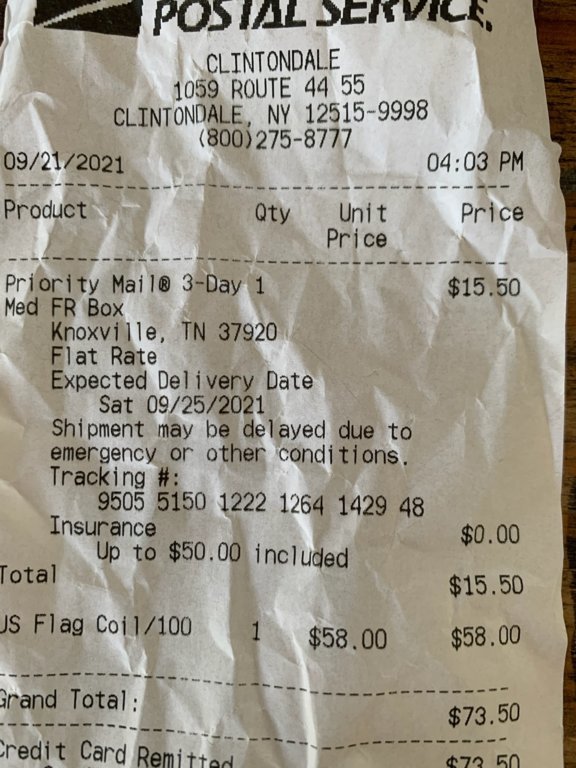 POSTAL SERVICE.
CLINTONDALE
1059 ROUTE 44 55
CLINTONDALE, NY 12515-9998
(800)275-8777
09/21/2021 04:03 PM
Product Qty Unit Price
Price
Priority Mail® 3-Day 1 $15.50
Med FR Box
Knoxville, TN 37920
Flat Rate
Expected Delivery Date
Sat 09/25/2021
Shipment may be delayed due to
emergency or other conditions.
Tracking #:
9505 5150 1222 1264 1429 48
Insurance $0.00
Up to $50.00 included
Total $15.50
US Flag Coil/100 1 $58.00 $58.00
Grand Total: $73.50
Credit Card Remitted $73.50